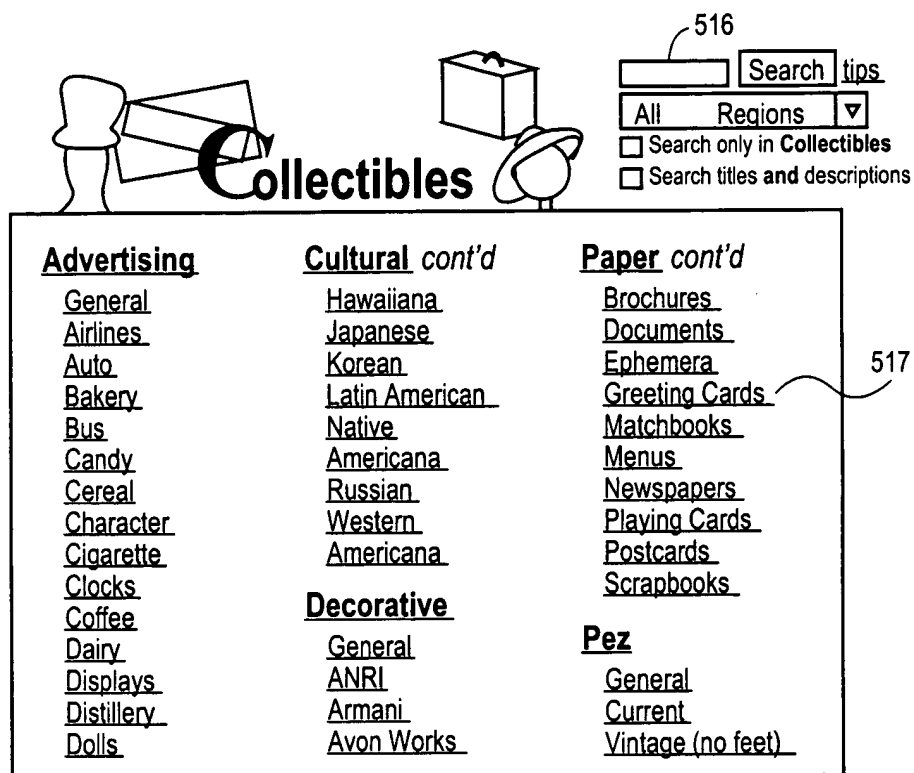 516
Search tips
All Regions
Search only in Collectibles
Search titles and descriptions
Collectibles
Advertising
General
Airlines
Auto
Bakery
Bus
Candy
Cereal
Character
Cigarette
Clocks
Coffee
Dairy
Displays
Distillery
Dolls
Cultural cont'd
Hawaiiana
Japanese
Korean
Latin American
Native
Americana
Russian
Western
Americana
Decorative
General
ANRI
Armani
Avon Works
Paper cont'd
Brochures
Documents
Ephemera
Greeting Cards
Matchbooks
Menus
Newspapers
Playing Cards
Postcards
Scrapbooks
Pez
General
Current
Vintage (no feet)
517